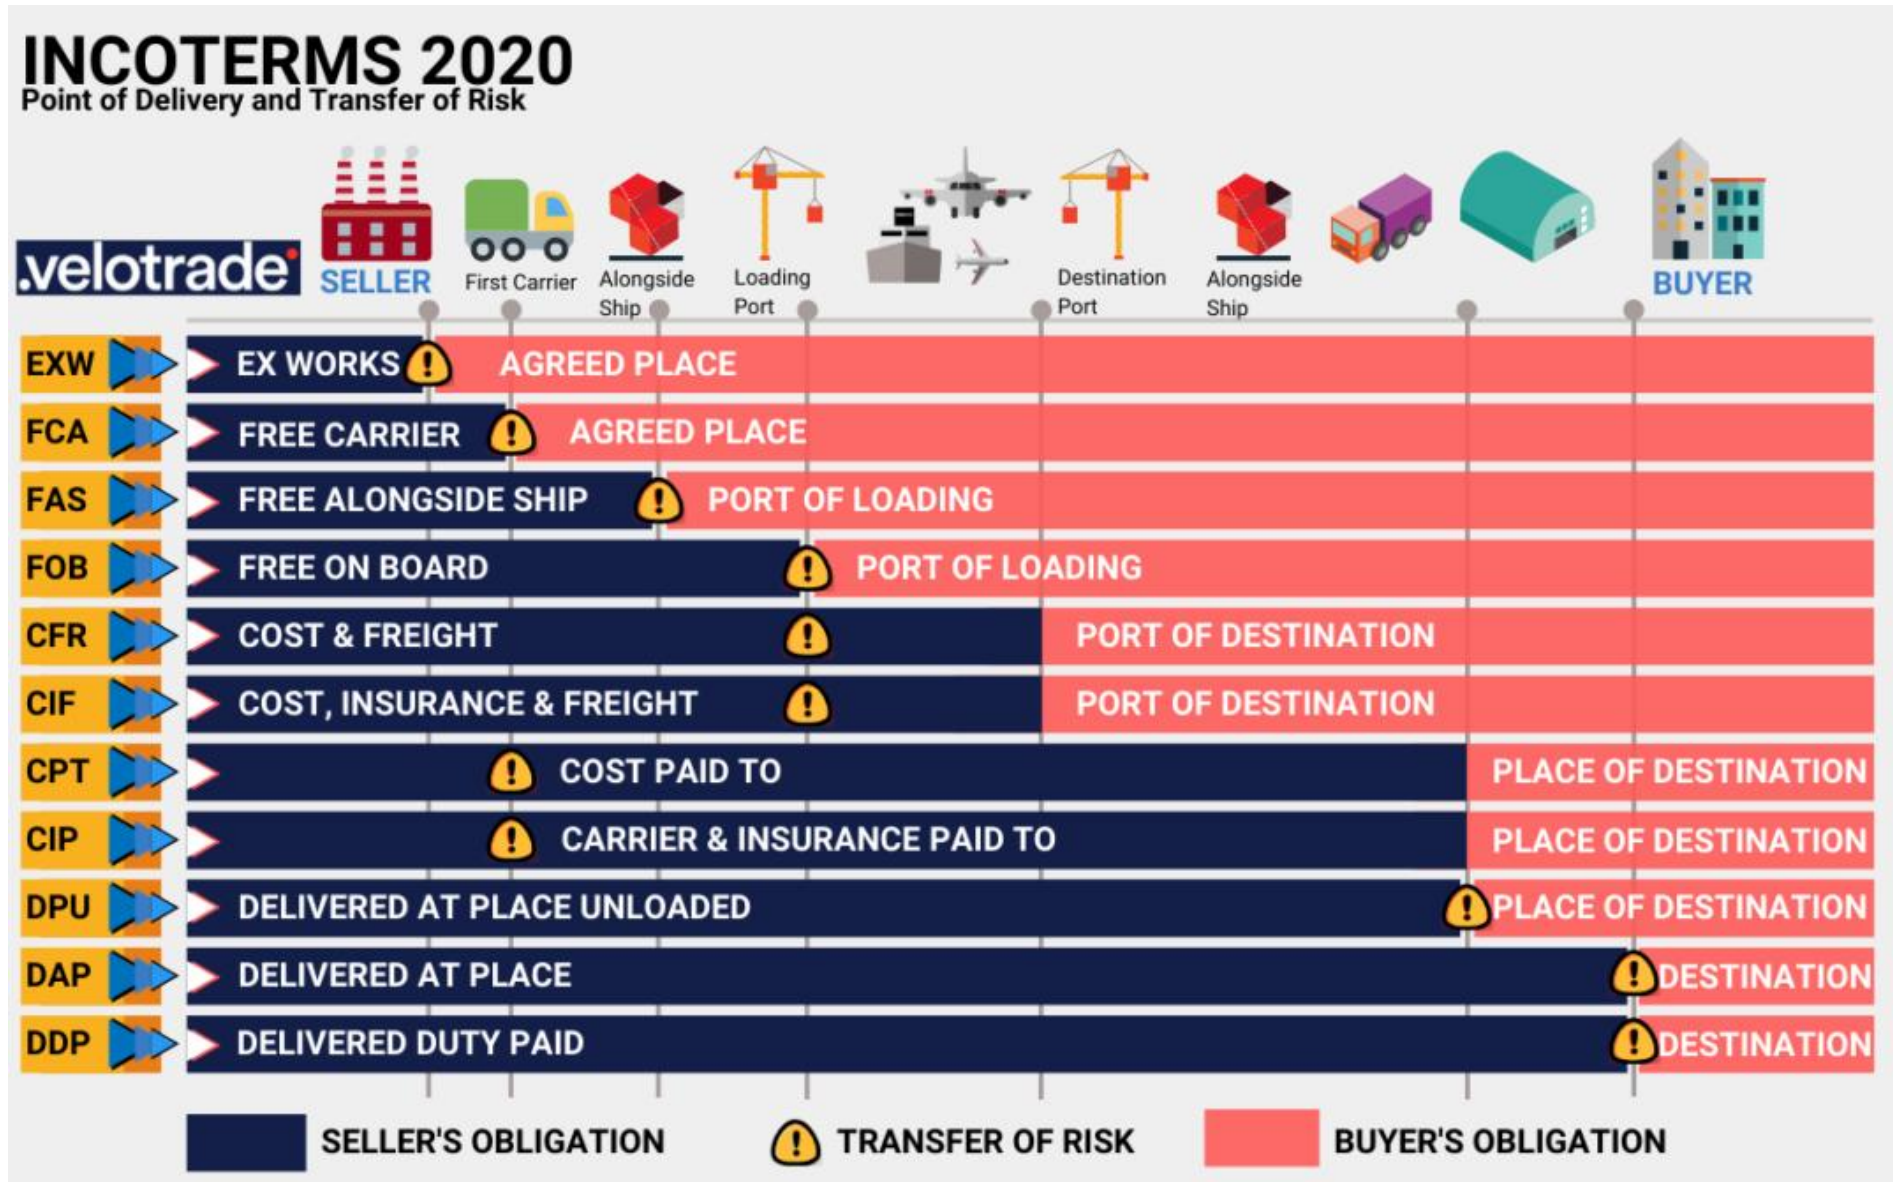 INCOTERMS 2020
Point of Delivery and Transfer of Risk
.velotrade
SELLER
First Carrier
Alongside
Ship
Loading
Port
Destination
Port
Alongside
Ship
BUYER
EXW EX WORKS AGREED PLACE
FCA FREE CARRIER AGREED PLACE
FAS FREE ALONGSIDE SHIP PORT OF LOADING
FOB FREE ON BOARD PORT OF LOADING
CFR COST & FREIGHT PORT OF DESTINATION
CIF COST, INSURANCE & FREIGHT PORT OF DESTINATION
CPT COST PAID TO PLACE OF DESTINATION
CIP CARRIER & INSURANCE PAID TO PLACE OF DESTINATION
DPU DELIVERED AT PLACE UNLOADED PLACE OF DESTINATION
DAP DELIVERED AT PLACE DESTINATION
DDP DELIVERED DUTY PAID DESTINATION
SELLER'S OBLIGATION TRANSFER OF RISK BUYER'S OBLIGATION